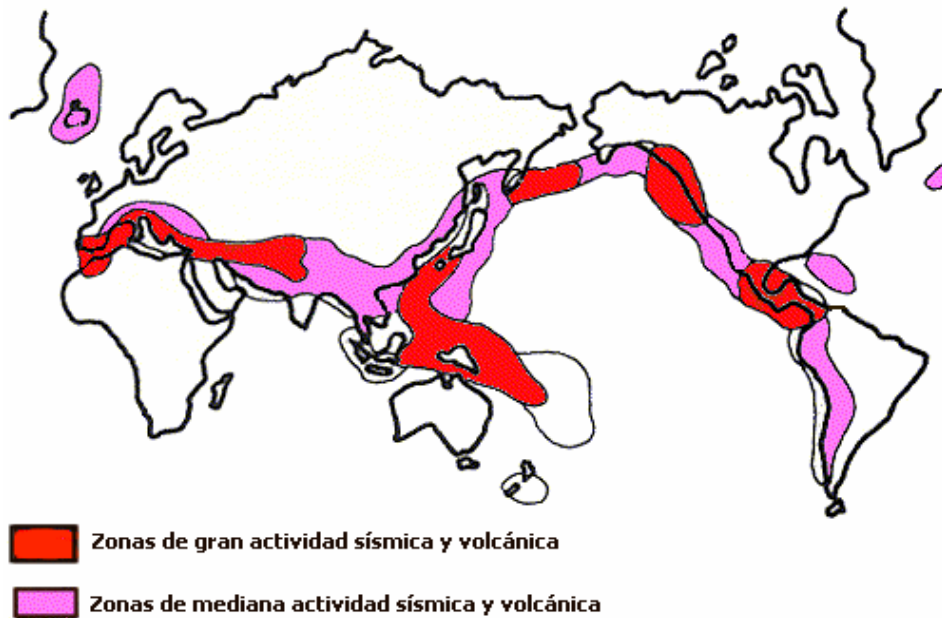 Zonas de gran actividad sísmica y volcánica
Zonas de mediana actividad sísmica y volcánica